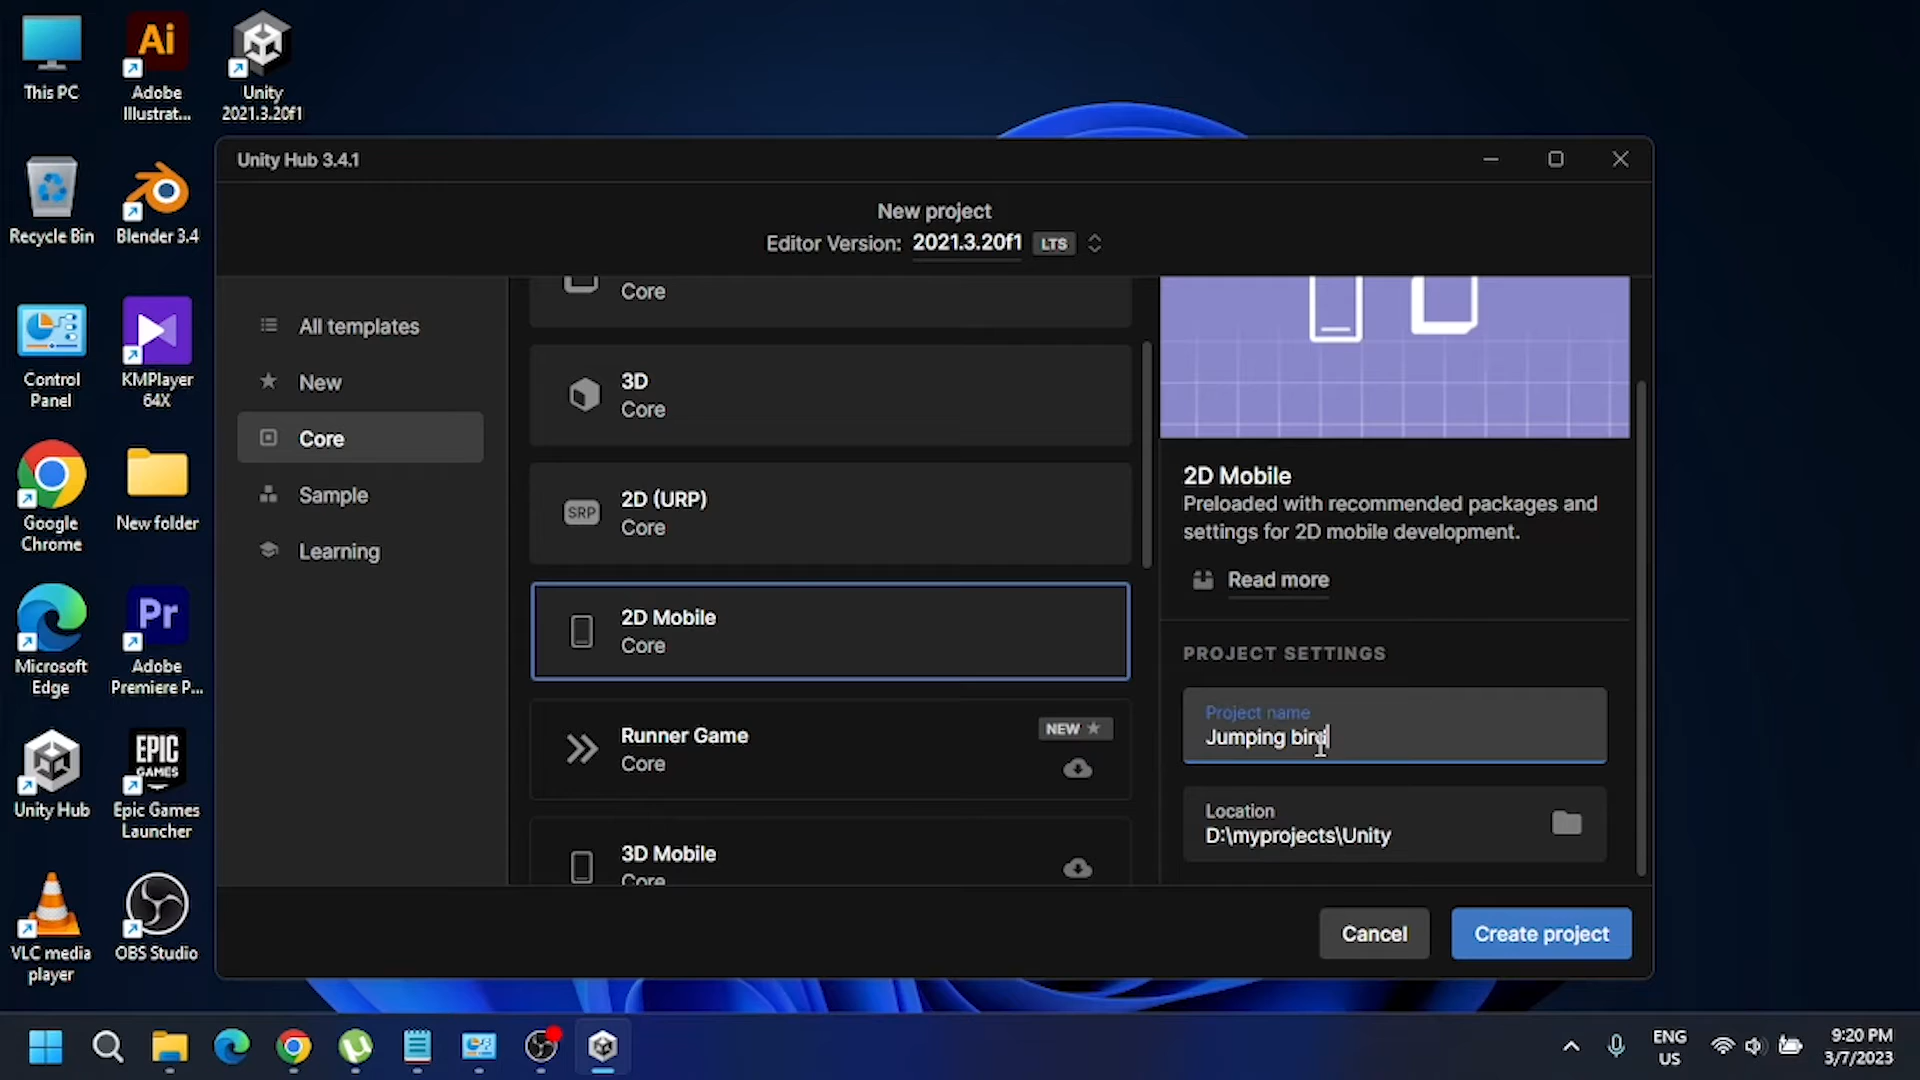 This PC
Adobe
Illustrat...
Unity
2021.3.20f1
Recycle Bin
Blender 3.4
Control
Panel
KMPlayer
64X
Google
Chrome
New folder
Microsoft
Edge
Adobe
Premiere P...
Unity Hub
Epic Games
Launcher
VLC media
player
OBS Studio
Ai
Pr
EPIC
GAMES
Unity Hub 3.4.1
New project
Editor Version: 2021.3.20f1 LTS
All templates
New
Core
Sample
Learning
Core
3D
Core
SRP
2D (URP)
Core
2D Mobile
Core
Runner Game
Core
NEW
3D Mobile
Core
2D Mobile
Preloaded with recommended packages and
settings for 2D mobile development.
Read more
PROJECT SETTINGS
Project name
Jumping bird
Location
D:\myprojects\Unity
Cancel
Create project
ENG
US
9:20 PM
3/7/2023